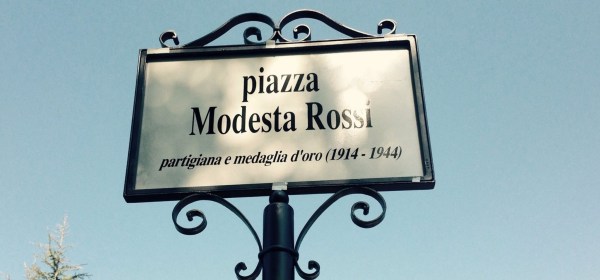 piazza
Modesta Rossi
partigiana e medaglia d'oro (1914 - 1944)